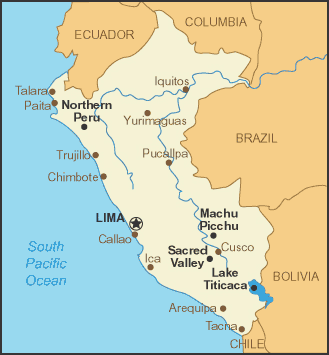 COLUMBIA
ECUADOR
Iquitos
Talara
Paita
Northern
Peru
Yurimaguas
BRAZIL
Trujillo
Pucallpa
Chimbote
LIMA
Machu
Picchu
Callao
South
Pacific
Ocean
Sacred
Valley
Cusco
Ica
Lake
Titicaca
BOLIVIA
Arequipa
Tacna
CHILE